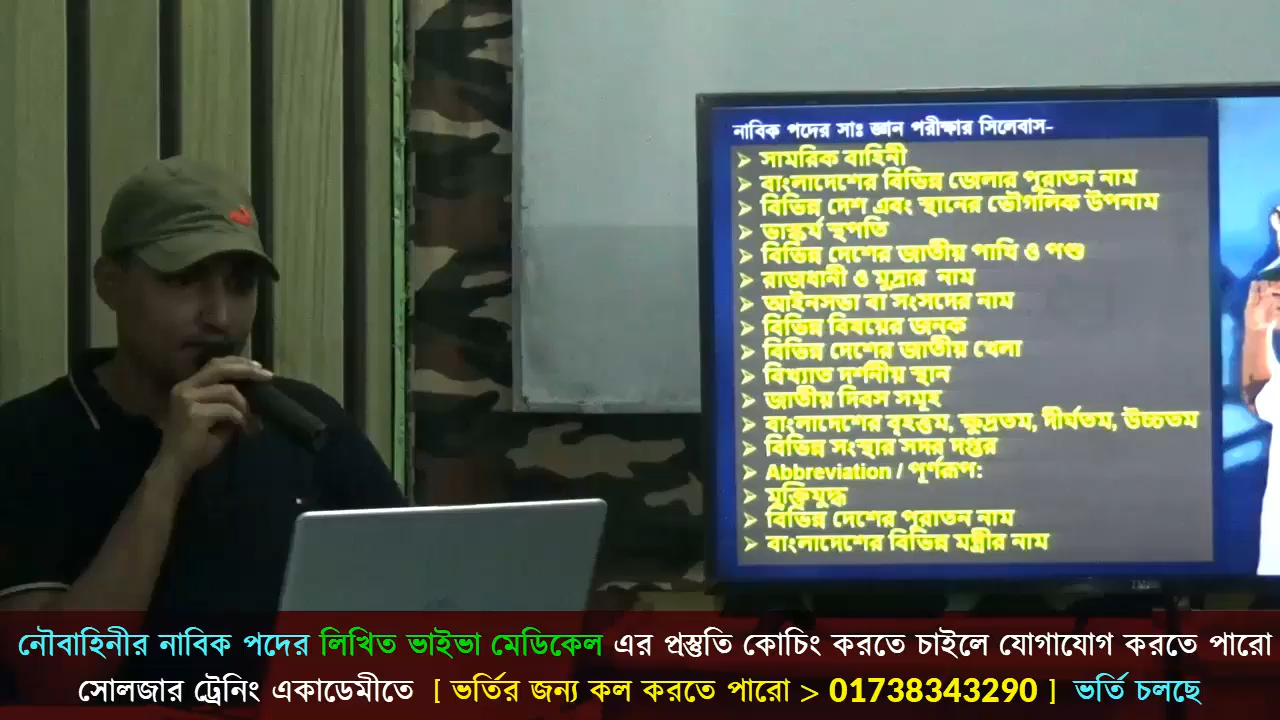 নাবিক পদের সাঃ জ্ঞান পরীক্ষার সিলেবাস-
➢ সামরিক বাহিনী
➢ বাংলাদেশের বিভিন্ন জেলার পুরাতন নাম
➢ বিভিন্ন দেশ এবং স্থানের ভৌগলিক উপনাম
➢ ভাস্কর্য স্থপতি
➢ বিভিন্ন দেশের জাতীয় পাখি ও পশু
➢ রাজধানী ও মুদ্রার নাম
➢ আইনসভা বা সংসদের নাম
➢ বিভিন্ন বিষয়ের জনক
➢ বিভিন্ন দেশের জাতীয় খেলা
➢ বিখ্যাত দর্শনীয় স্থান
➢ জাতীয় দিবস সমূহ
➢ বাংলাদেশের বৃহত্তম, ক্ষুদ্রতম, দীর্ঘতম, উচ্চতম
➢ বিভিন্ন সংস্থার সদর দপ্তর
➢ Abbreviation / পূর্ণরূপ:
➢ মুক্তিযুদ্ধ
➢ বিভিন্ন দেশের পুরাতন নাম
➢ বাংলাদেশের বিভিন্ন মন্ত্রীর নাম
নৌবাহিনীর নাবিক পদের লিখিত ভাইভা মেডিকেল এর প্রস্তুতি কোচিং করতে চাইলে যোগাযোগ করতে পারো
সোলজার ট্রেনিং একাডেমীতে [ ভর্তির জন্য কল করতে পারো > 01738343290 ] ভর্তি চলছে